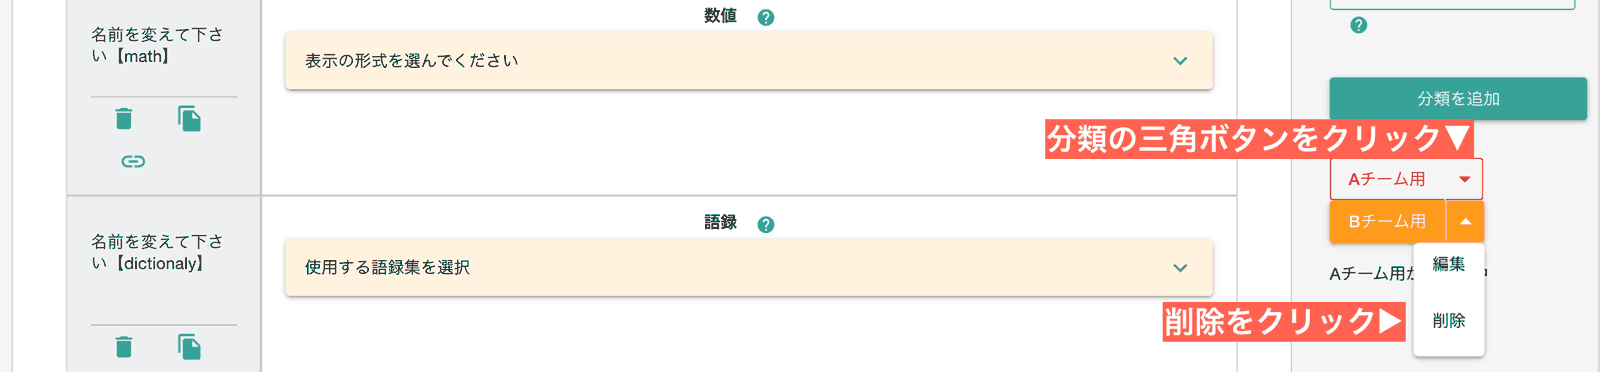 名前を変えて下さ
い【math】
数値 ?
表示の形式を選んでください
名前を変えて下さ
い【dictionaly】
語録 ?
使用する語録集を選択
?
分類を追加
分類の三角ボタンをクリック▼
Aチーム用
Bチーム用
編集
Aチーム用
削除をクリック▶
削除